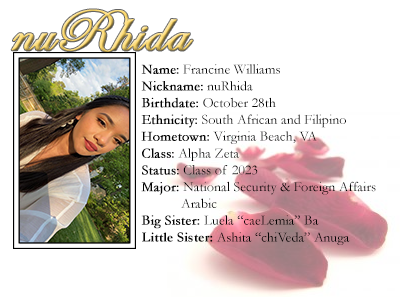 nuRhida
Name: Francine Williams
Nickname: nuRhida
Birthdate: October 28th
Ethnicity: South African and Filipino
Hometown: Virginia Beach, VA
Class: Alpha Zeta
Status: Class of 2023
Major: National Security & Foreign Affairs
Arabic
Big Sister: Luela “caeLemia” Ba
Little Sister: Ashita “chiVeda” Anuga